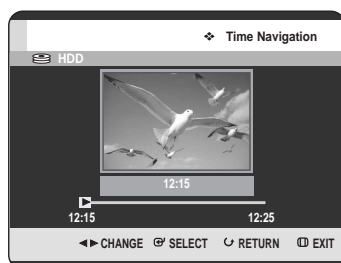 ❖ Time Navigation
HDD
12:15
12:15 12:25
◄► CHANGE SELECT RETURN EXIT